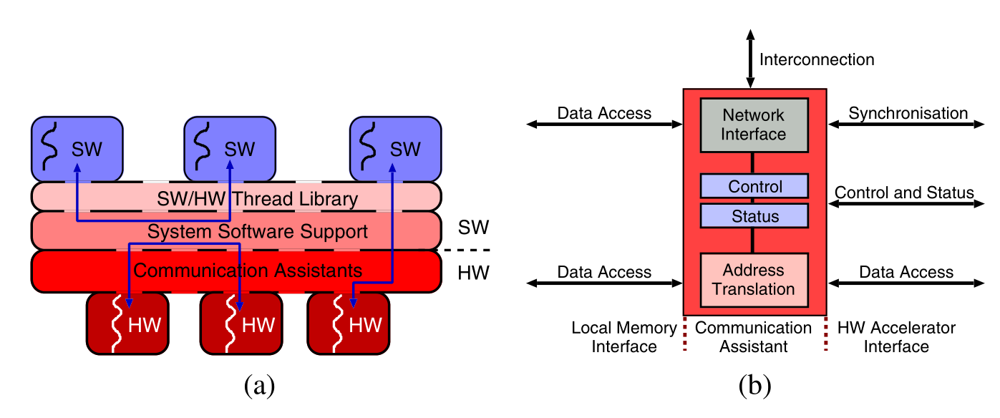 SW
SW
SW
SW/HW Thread Library
System Software Support
SW
Communication Assistants
HW
HW
HW
HW
(a)
Interconnection
Data Access
Network
Interface
Synchronisation
Control
Control and Status
Status
Data Access
Address
Translation
Data Access
Local Memory
Interface
Communication
Assistant
HW Accelerator
Interface
(b)